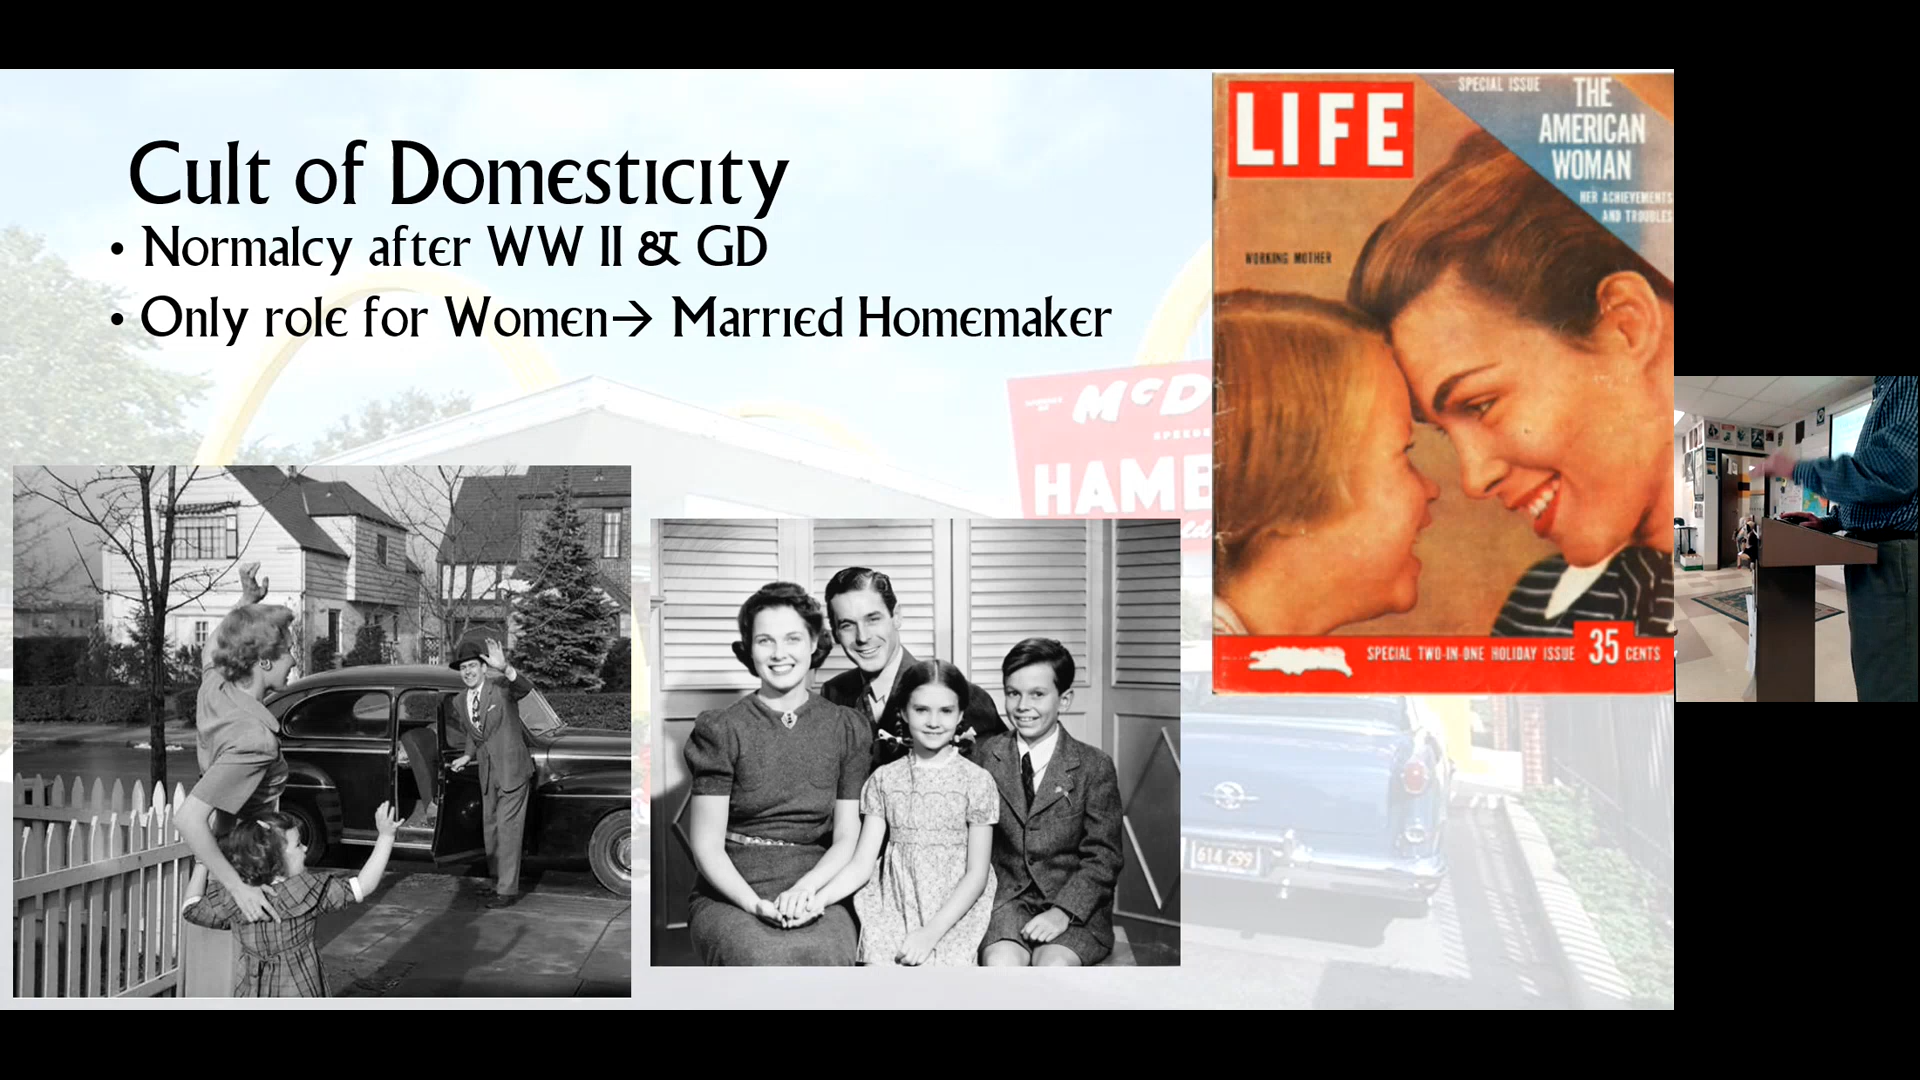 Cult of Domesticity
• Normalcy after WW II & GD
• Only role for Women→ Married Homemaker
LIFE
SPECIAL ISSUE
THE
AMERICAN
WOMAN
HER ACHIEVEMENTS
AND TROUBLES
WORKING MOTHER
SPECIAL TWO-IN-ONE HOLIDAY ISSUE 35 CENTS
McD
HAMB
614 299